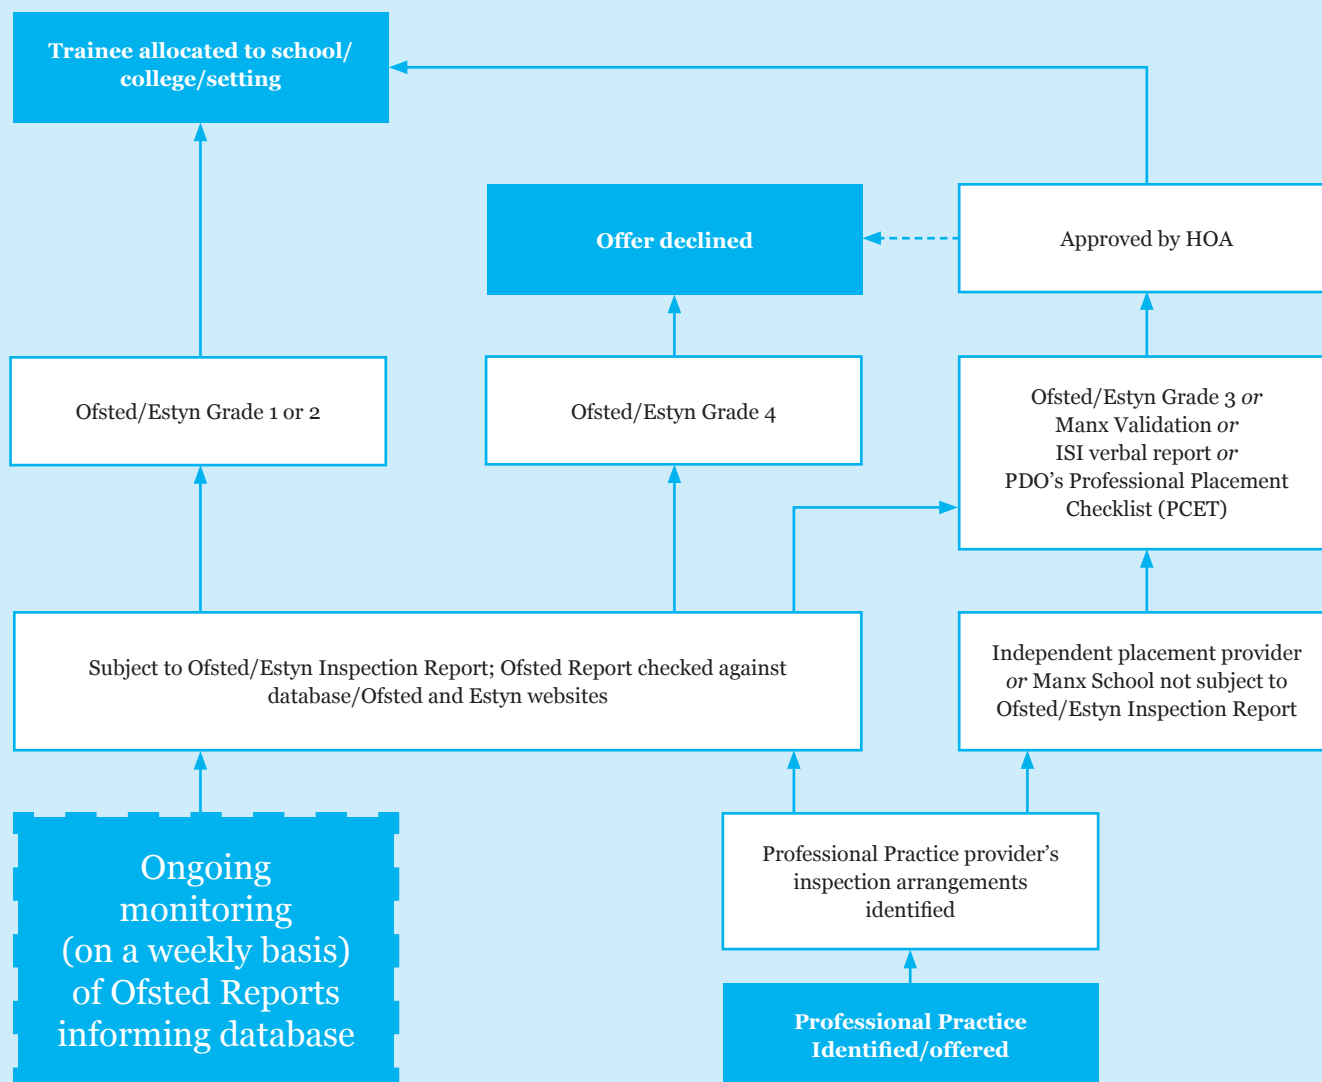 Trainee allocated to school/
college/setting
Offer declined
Approved by HOA
Ofsted/Estyn Grade 1 or 2
Ofsted/Estyn Grade 4
Ofsted/Estyn Grade 3 or
Manx Validation or
ISI verbal report or
PDO’s Professional Placement
Checklist (PCET)
Subject to Ofsted/Estyn Inspection Report; Ofsted Report checked against
database/Ofsted and Estyn websites
Independent placement provider
or Manx School not subject to
Ofsted/Estyn Inspection Report
Ongoing
monitoring
(on a weekly basis)
of Ofsted Reports
informing database
Professional Practice provider’s
inspection arrangements
identified
Professional Practice
Identified/offered